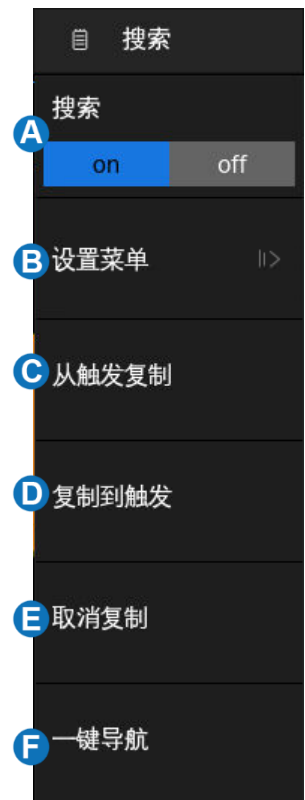 搜索
搜索
A
on off
B 设置菜单
C 从触发复制
D 复制到触发
E 取消复制
F 一键导航